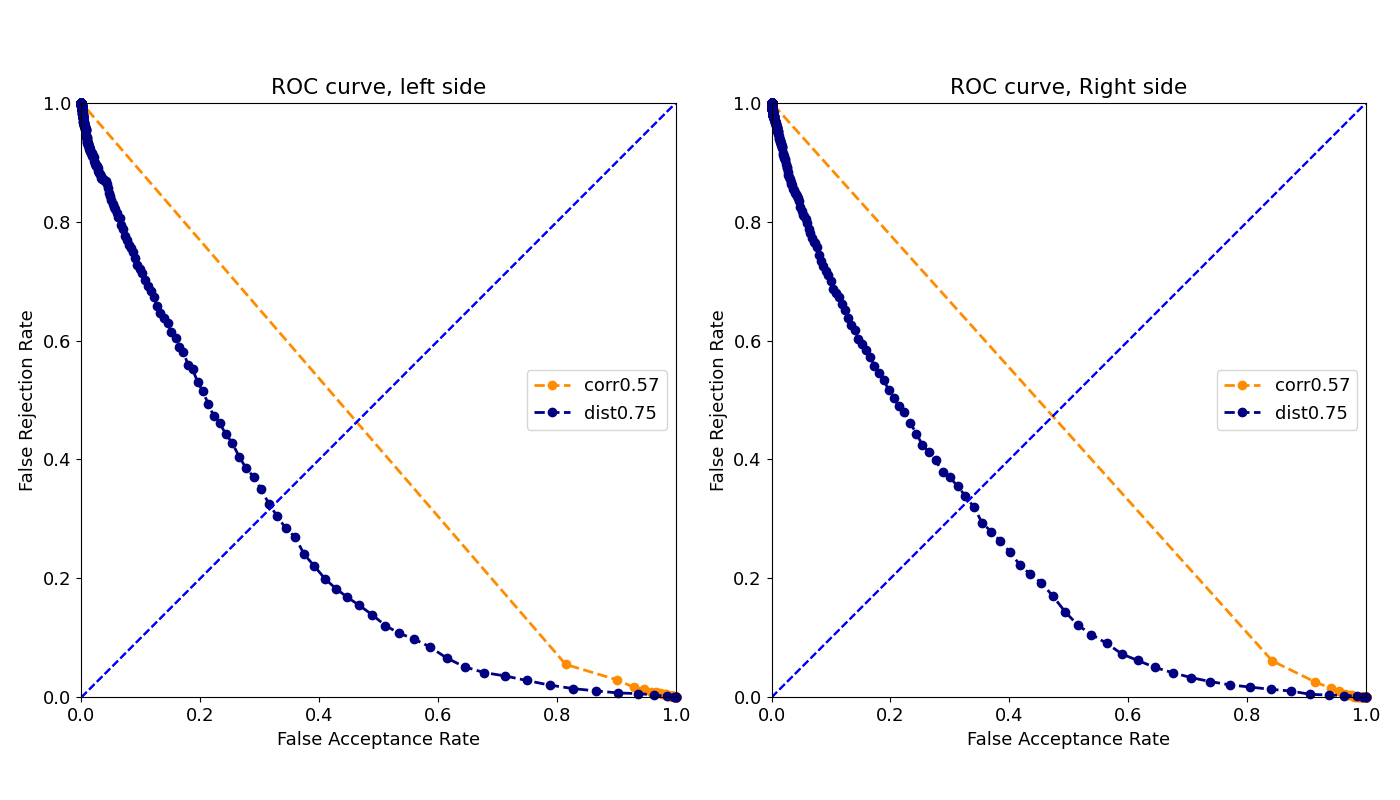 ROC curve, left side
1.0
0.8
0.6
0.4
0.2
0.0
False Rejection Rate
corr0.57
dist0.75
0.0 0.2 0.4 0.6 0.8 1.0
False Acceptance Rate
ROC curve, Right side
1.0
0.8
0.6
0.4
0.2
0.0
False Rejection Rate
corr0.57
dist0.75
0.0 0.2 0.4 0.6 0.8 1.0
False Acceptance Rate